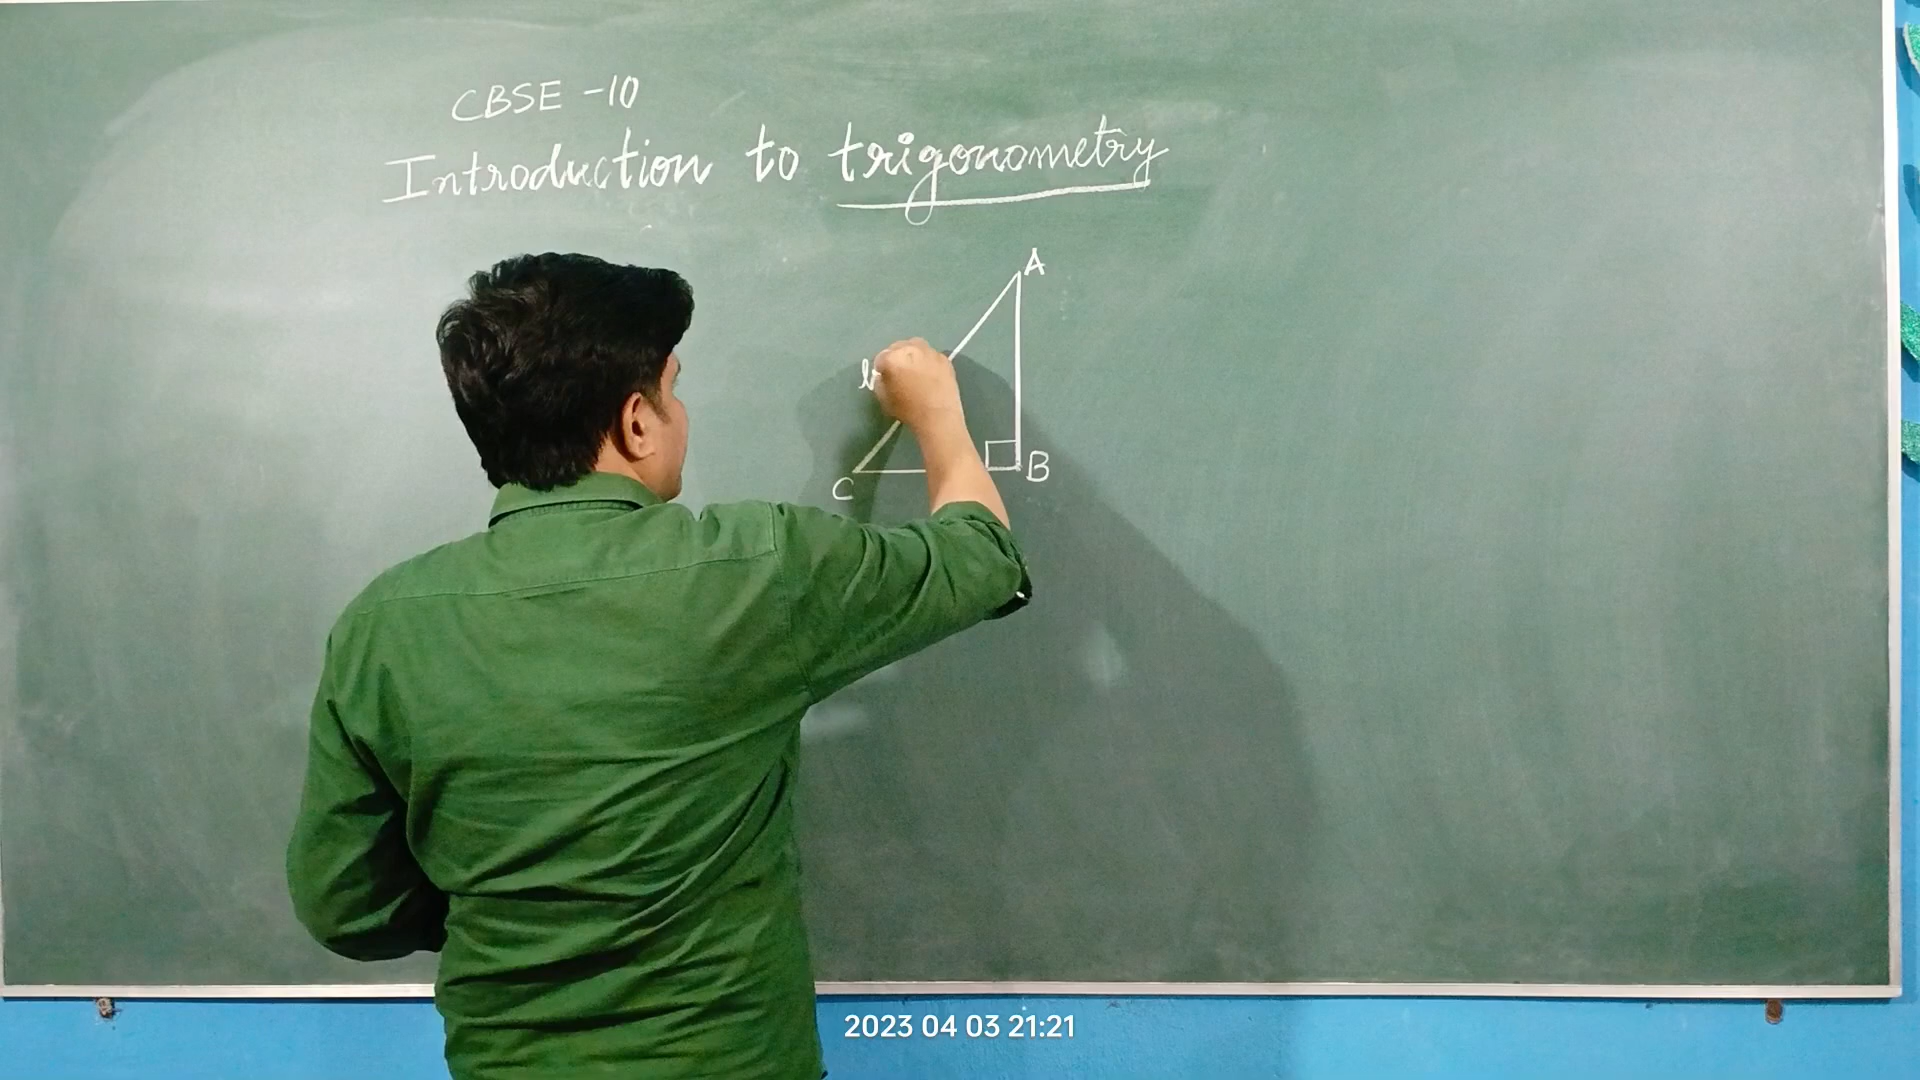 CBSE -10
Introduction to trigonometry
A
B
C
2023 04 03 21:21